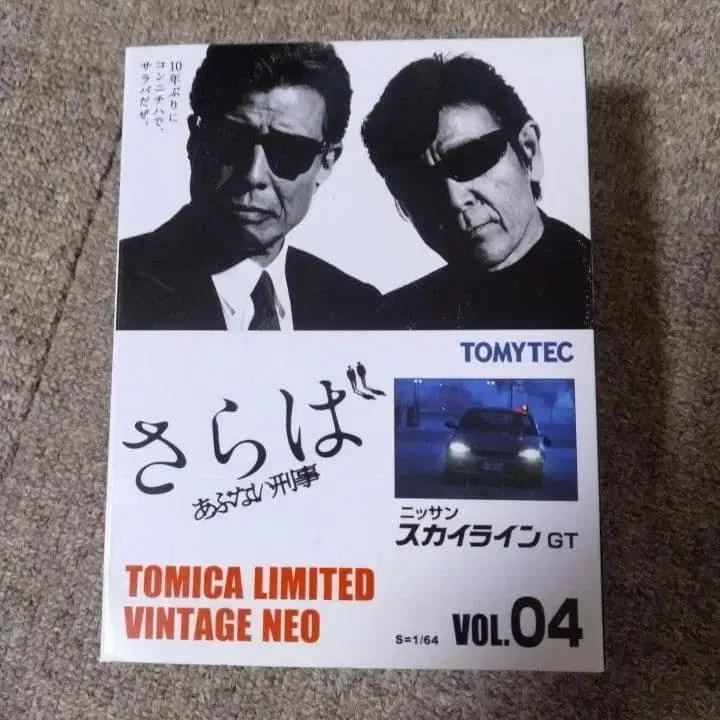 10年ぶりに
コンニチハで、
サラバだぜ。
TOMYTEC
さらば
あぶない刑事
ニッサン
スカイライン GT
TOMICA LIMITED
VINTAGE NEO
S=1/64
VOL.04